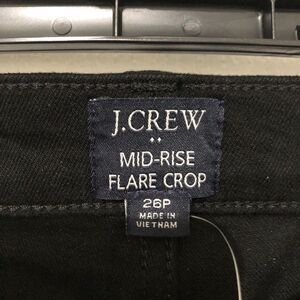 J.CREW
MID-RISE
FLARE CROP
26P
MADE IN
VIETNAM